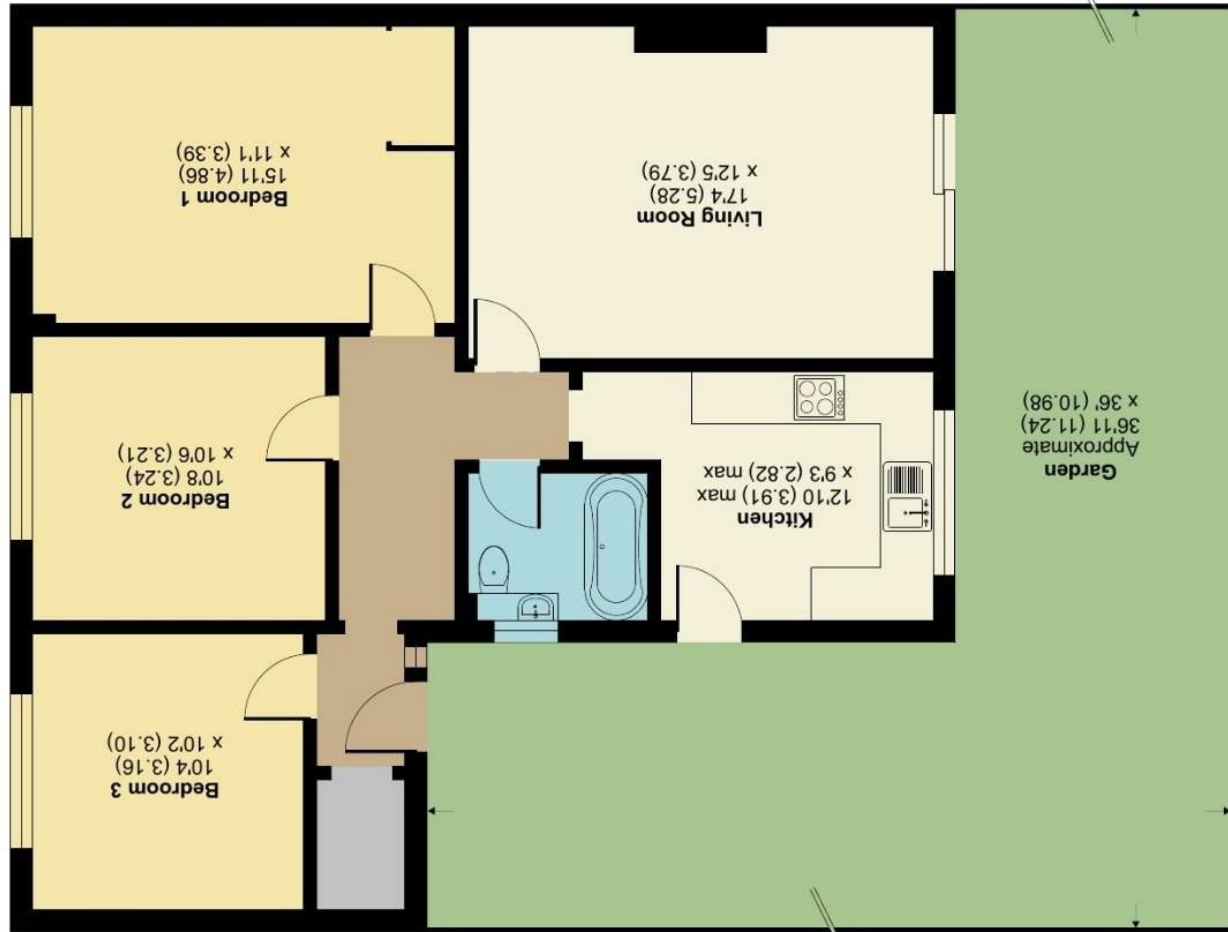 Bedroom 3
10'4 (3.16)
x 10'2 (3.10)
Kitchen
12'10 (3.91) max
x 9'3 (2.82) max
Bedroom 2
10'8 (3.24)
x 10'6 (3.21)
Garden
Approximate
36'11 (11.24)
x 36' (10.98)
Living Room
17'4 (5.28)
x 12'5 (3.79)
Bedroom 1
15'11 (4.86)
x 11'1 (3.39)